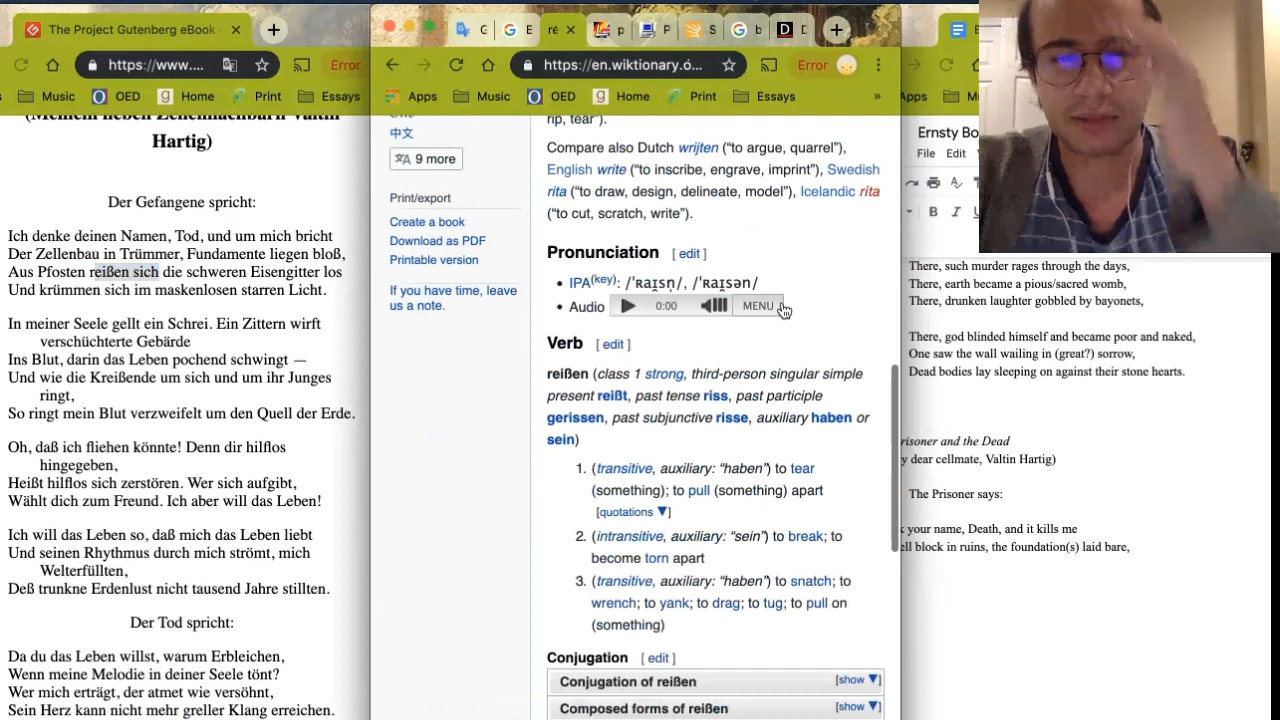 The Project Gutenberg eBook
https://www....
Error
Music
OED
Home
Print
Essays
Hartig)
Der Gefangene spricht:
Ich denke deinen Namen, Tod, und um mich bricht
Der Zellenbau in Trümmer, Fundamente liegen bloß,
Aus Pfosten reißen sich die schweren Eisengitter los
Und krümmen sich im maskenlosen starren Licht.
In meiner Seele gellt ein Schrei. Ein Zittern wirft
verschüchterte Gebärde
Ins Blut, darin das Leben pochend schwingt —
Und wie die Kreißende um sich und um ihr Junges
ringt,
So ringt mein Blut verzweifelt um den Quell der Erde.
Oh, daß ich fliehen könnte! Denn dir hilflos
hingegeben,
Heißt hilflos sich zerstören. Wer sich aufgibt,
Wählt dich zum Freund. Ich aber will das Leben!
Ich will das Leben so, daß mich das Leben liebt
Und seinen Rhythmus durch mich strömt, mich
Welterfüllten,
Deß trunkne Erdenlust nicht tausend Jahre stillten.
Der Tod spricht:
Da du das Leben willst, warum Erbleichen,
Wenn meine Melodie in deiner Seele tönt?
Wer mich erträgt, der atmet wie versöhnt,
Sein Herz kann nicht mehr greller Klang erreichen.
https://en.wiktionary.o...
Error
Apps
Music
OED
Home
Print
Essays
»
中文
9 more
Print/export
Create a book
Download as PDF
Printable version
If you have time, leave
us a note.
rip, tear").
Compare also Dutch wrijten ("to argue, quarrel"),
English write ("to inscribe, engrave, imprint"), Swedish
rita ("to draw, design, delineate, model"), Icelandic ríta
("to cut, scratch, write").
Pronunciation [ edit ]
• IPA(key): /ˈʁaɪ̯sn̩/, /ˈʁaɪ̯sən/
• Audio 0:00 MENU
Verb [ edit ]
reißen (class 1 strong, third-person singular simple
present reißt, past tense riss, past participle
gerissen, past subjunctive risse, auxiliary haben or
sein)
1. (transitive, auxiliary: "haben") to tear
(something); to pull (something) apart
[quotations ▼]
2. (intransitive, auxiliary: "sein") to break; to
become torn apart
3. (transitive, auxiliary: "haben") to snatch; to
wrench; to yank; to drag; to tug; to pull on
(something)
Conjugation [ edit ]
Conjugation of reißen [show ▼]
Composed forms of reißen [show ▼]
Apps
Ernsty Bo
File Edit
B I
There, such murder rages through the days,
There, earth became a pious/sacred womb,
There, drunken laughter gobbled by bayonets,
There, god blinded himself and became poor and naked,
One saw the wall wailing in (great?) sorrow,
Dead bodies lay sleeping on against their stone hearts.
risoner and the Dead
y dear cellmate, Valtin Hartig)
The Prisoner says:
k your name, Death, and it kills me
ell block in ruins, the foundation(s) laid bare,